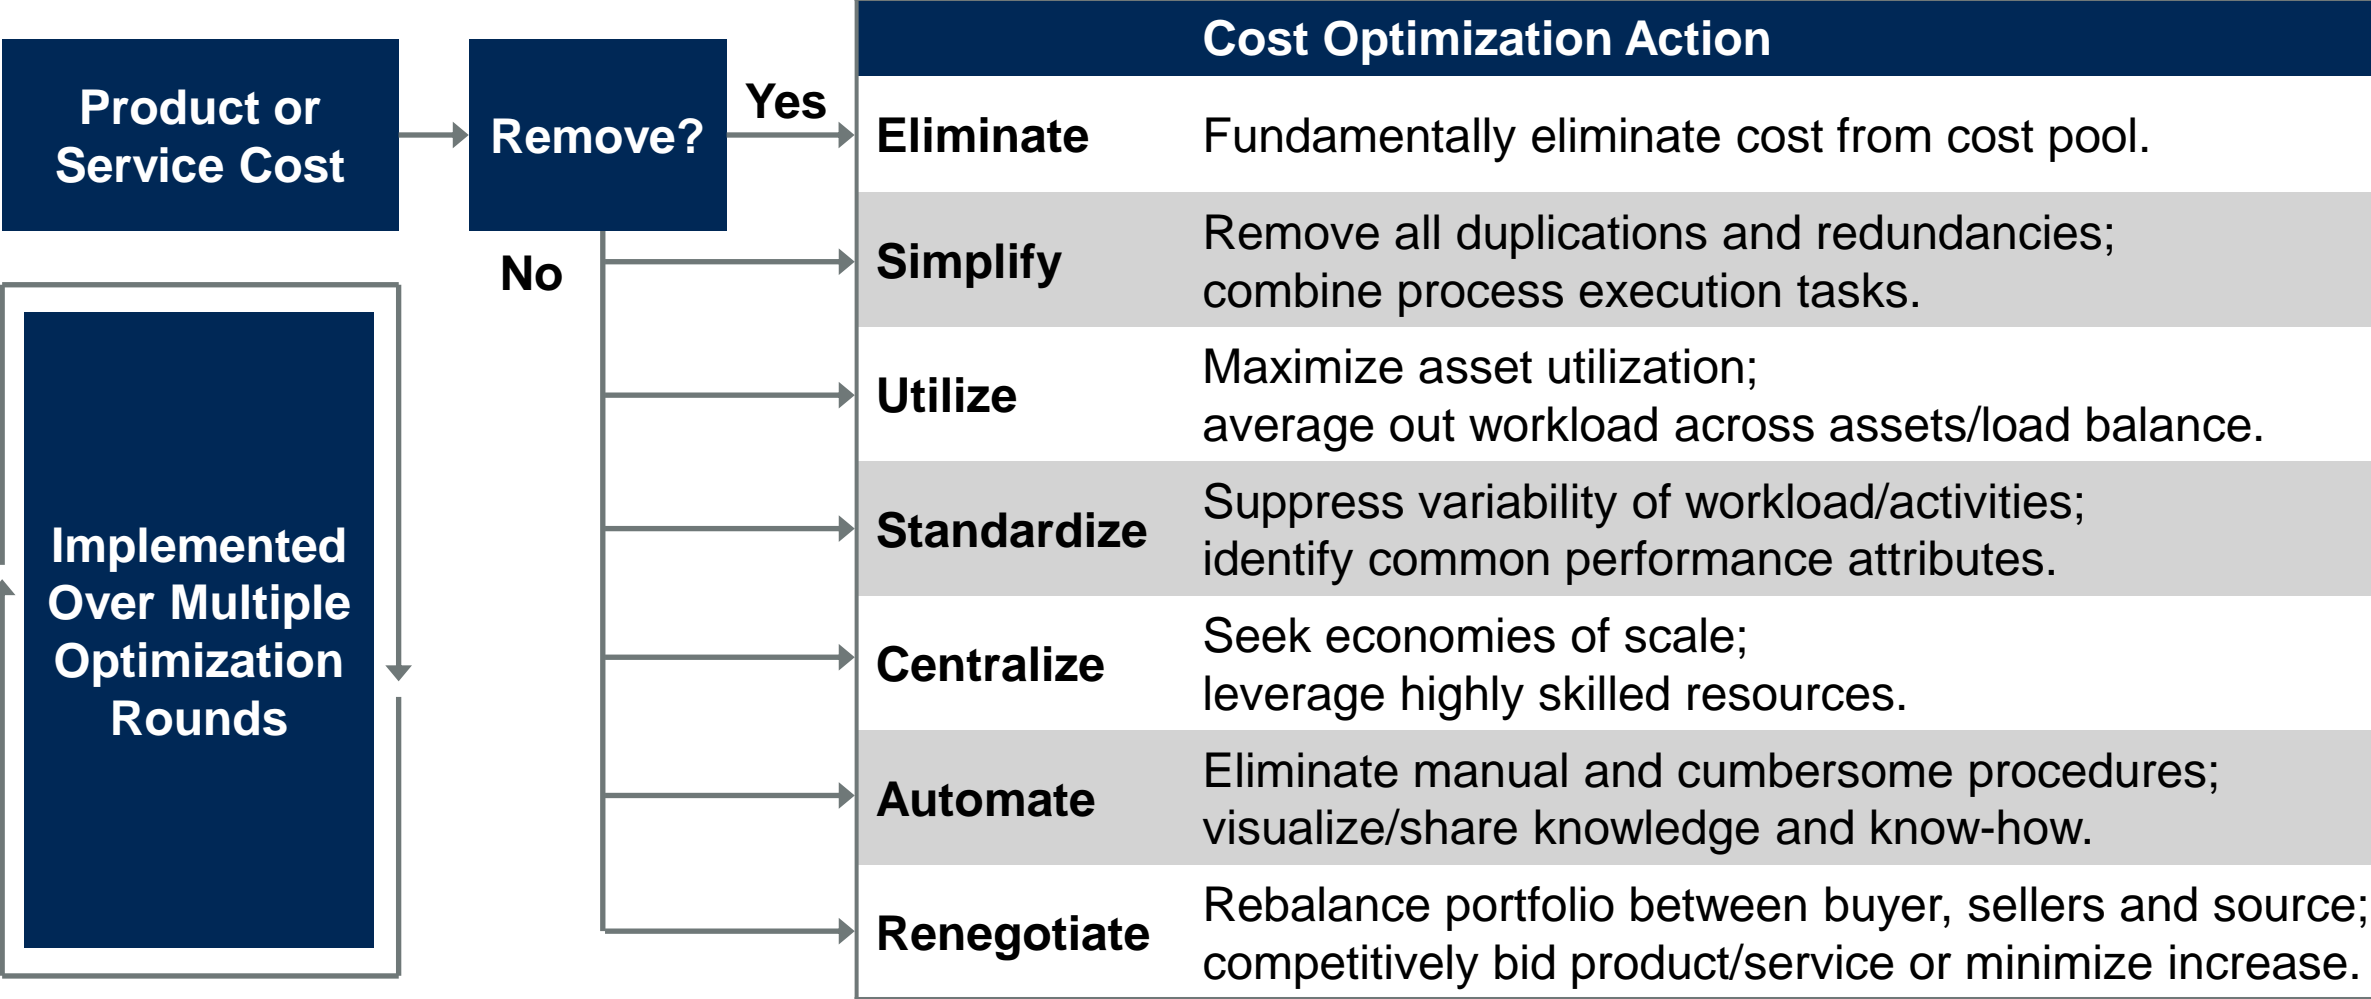 Product or
Service Cost
Remove?
Yes
No
Implemented
Over Multiple
Optimization
Rounds
Cost Optimization Action
Eliminate
Fundamentally eliminate cost from cost pool.
Simplify
Remove all duplications and redundancies;
combine process execution tasks.
Utilize
Maximize asset utilization;
average out workload across assets/load balance.
Standardize
Suppress variability of workload/activities;
identify common performance attributes.
Centralize
Seek economies of scale;
leverage highly skilled resources.
Automate
Eliminate manual and cumbersome procedures;
visualize/share knowledge and know-how.
Renegotiate
Rebalance portfolio between buyer, sellers and source;
competitively bid product/service or minimize increase.